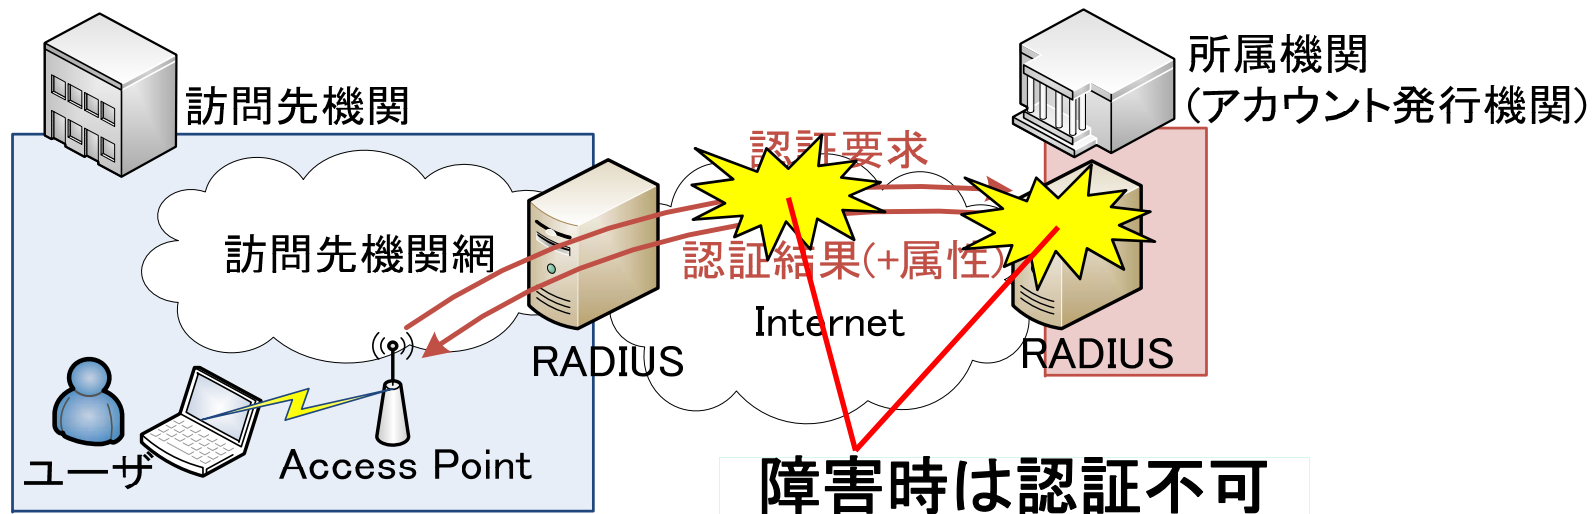 訪問先機関
所属機関
(アカウント発行機関)
認証要求
訪問先機関網
認証結果(+属性)
Internet
RADIUS
RADIUS
ユーザ
Access Point
障害時は認証不可